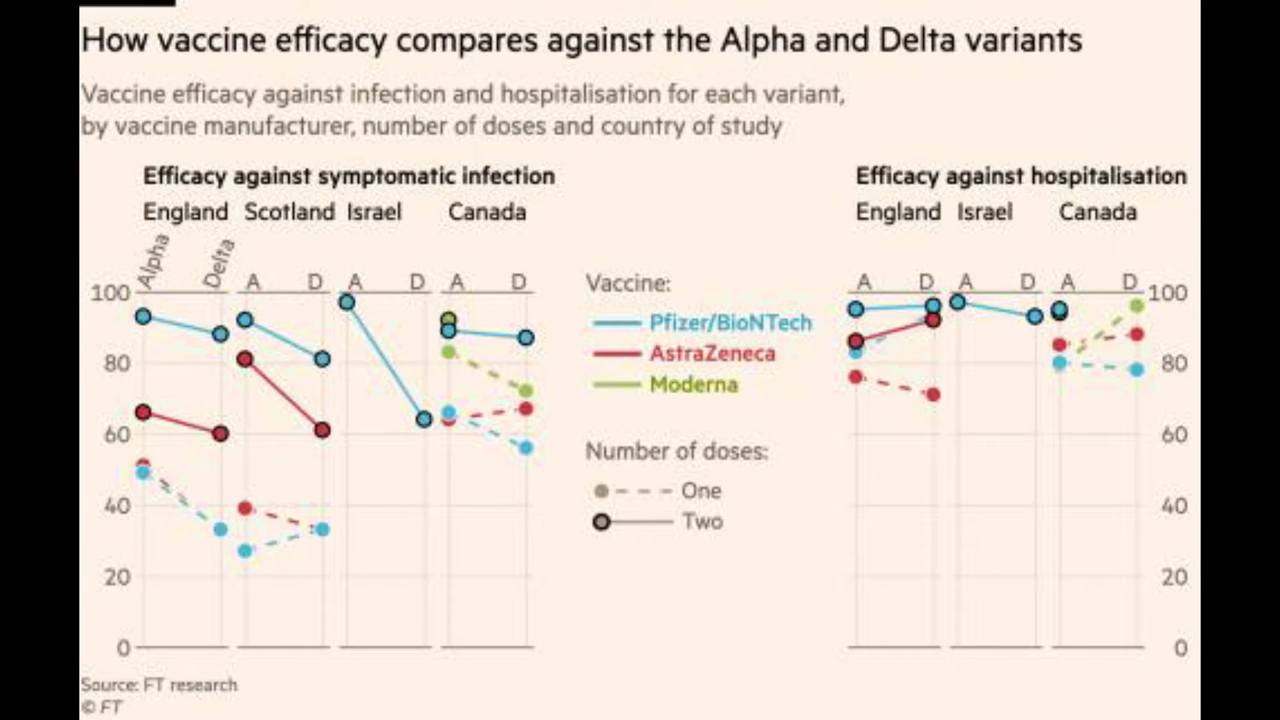 How vaccine efficacy compares against the Alpha and Delta variants
Vaccine efficacy against infection and hospitalisation for each variant,
by vaccine manufacturer, number of doses and country of study
Efficacy against symptomatic infection
England Scotland Israel Canada
Alpha Delta A D A D A D
100
80
60
40
20
0
Vaccine:
Pfizer/BioNTech
AstraZeneca
Moderna
Number of doses:
One
Two
Efficacy against hospitalisation
England Israel Canada
A D A D A D
100
80
60
40
20
0
Source: FT research
© FT